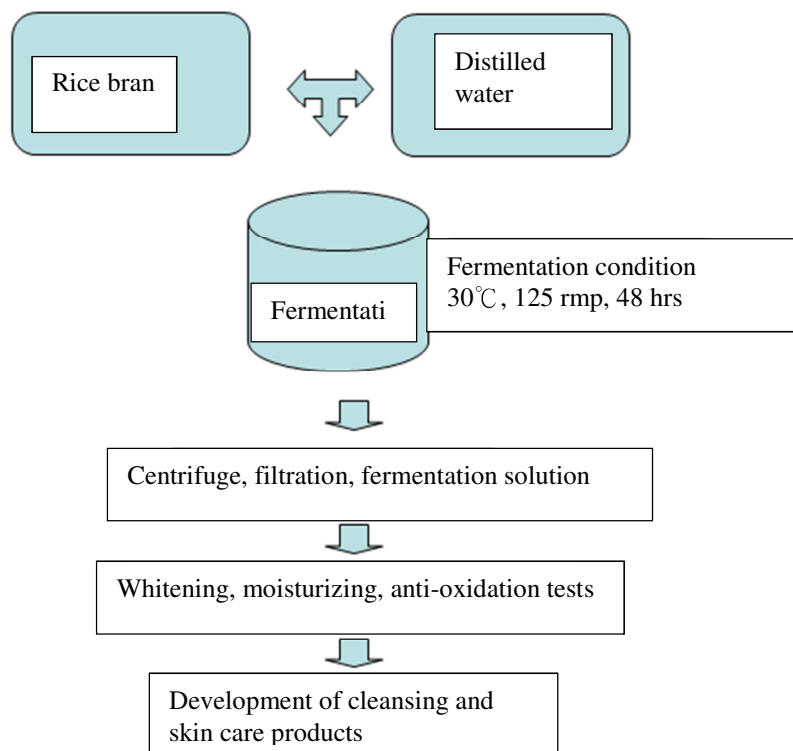 Rice bran
Distilled
water
Fermentation condition
30℃, 125 rmp, 48 hrs
Fermentati
Centrifuge, filtration, fermentation solution
Whitening, moisturizing, anti-oxidation tests
Development of cleansing and
skin care products